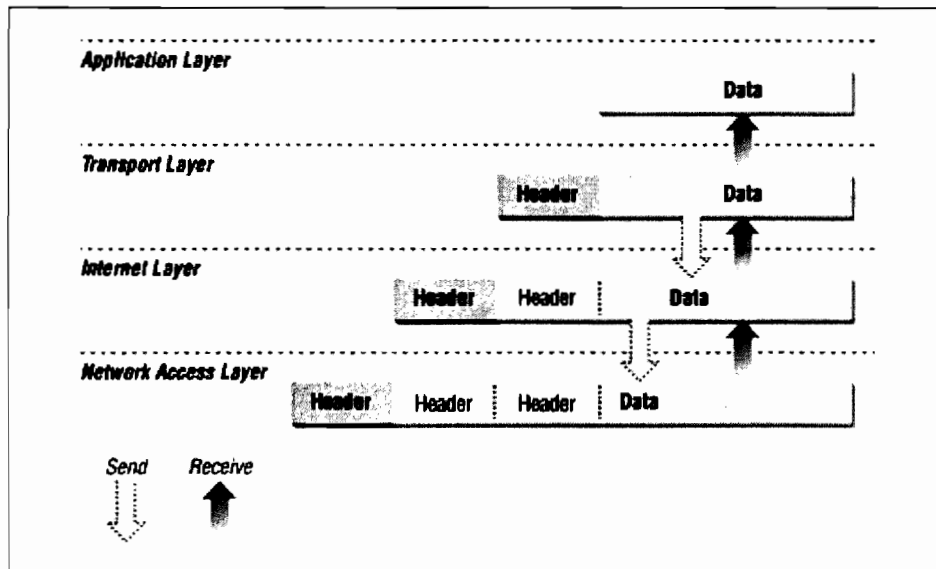 Application Layer
Data
Transport Layer
Header Data
Internet Layer
Header Header Data
Network Access Layer
Header Header Header Data
Send Receive